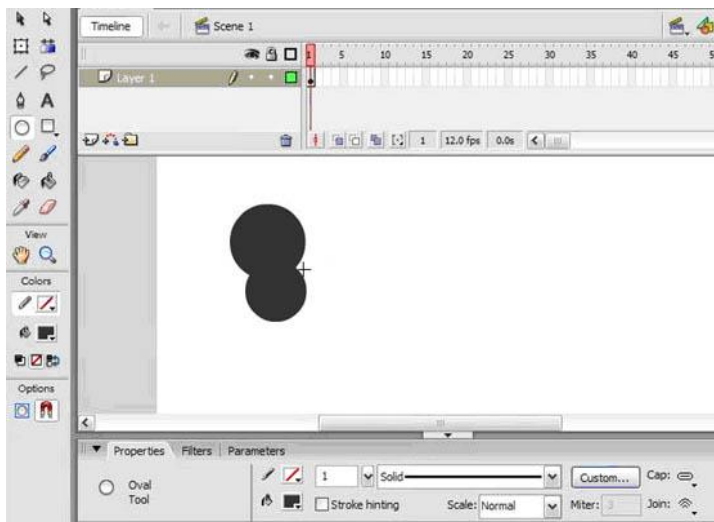 Timeline Scene 1
1 5 10 15 20 25 30 35 40 45
Layer 1
1 12.0 fps 0.0s
A
View
Colors
Options
Properties Filters Parameters
Oval
Tool
1 Solid Custom... Cap:
Stroke hinting Scale: Normal Miter: 3 Join: